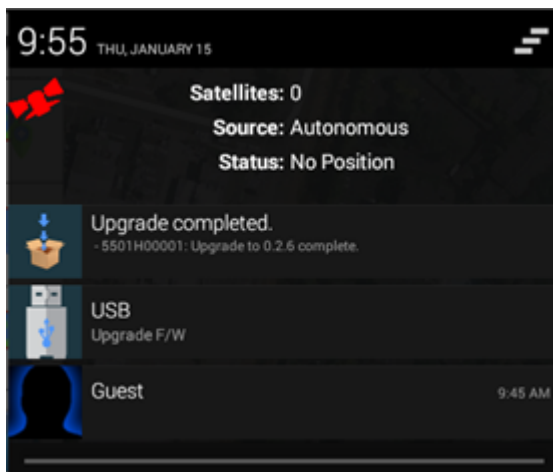 9:55 THU, JANUARY 15
Satellites: 0
Source: Autonomous
Status: No Position
Upgrade completed.
- 5501H00001: Upgrade to 0.2.6 complete.
USB
Upgrade F/W
Guest 9:45 AM